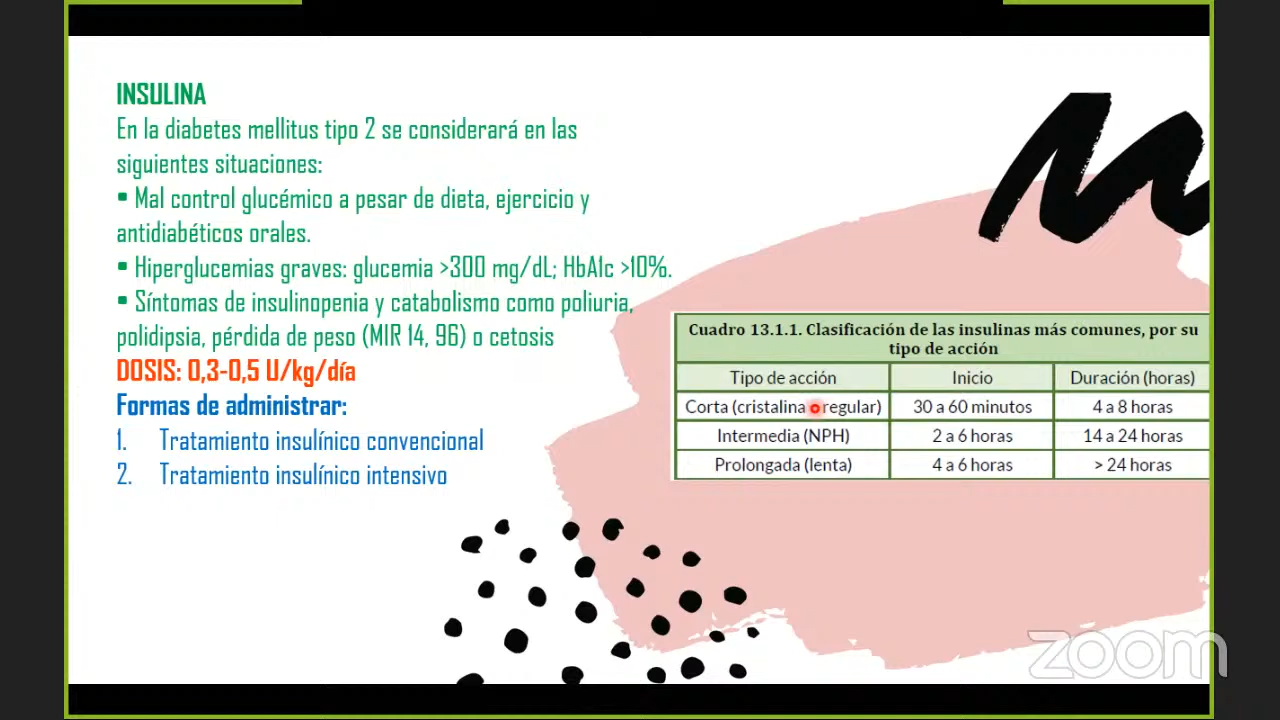 INSULINA
En la diabetes mellitus tipo 2 se considerará en las
siguientes situaciones:
▪ Mal control glucémico a pesar de dieta, ejercicio y
antidiabéticos orales.
▪ Hiperglucemias graves: glucemia >300 mg/dL; HbA1c >10%.
▪ Síntomas de insulinopenia y catabolismo como poliuria,
polidipsia, pérdida de peso (MIR 14, 96) o cetosis
DOSIS: 0,3-0,5 U/kg/día
Formas de administrar:
1. Tratamiento insulínico convencional
2. Tratamiento insulínico intensivo
Cuadro 13.1.1. Clasificación de las insulinas más comunes, por su
tipo de acción
Tipo de acción Inicio Duración (horas)
Corta (cristalina o regular) 30 a 60 minutos 4 a 8 horas
Intermedia (NPH) 2 a 6 horas 14 a 24 horas
Prolongada (lenta) 4 a 6 horas > 24 horas
zoom